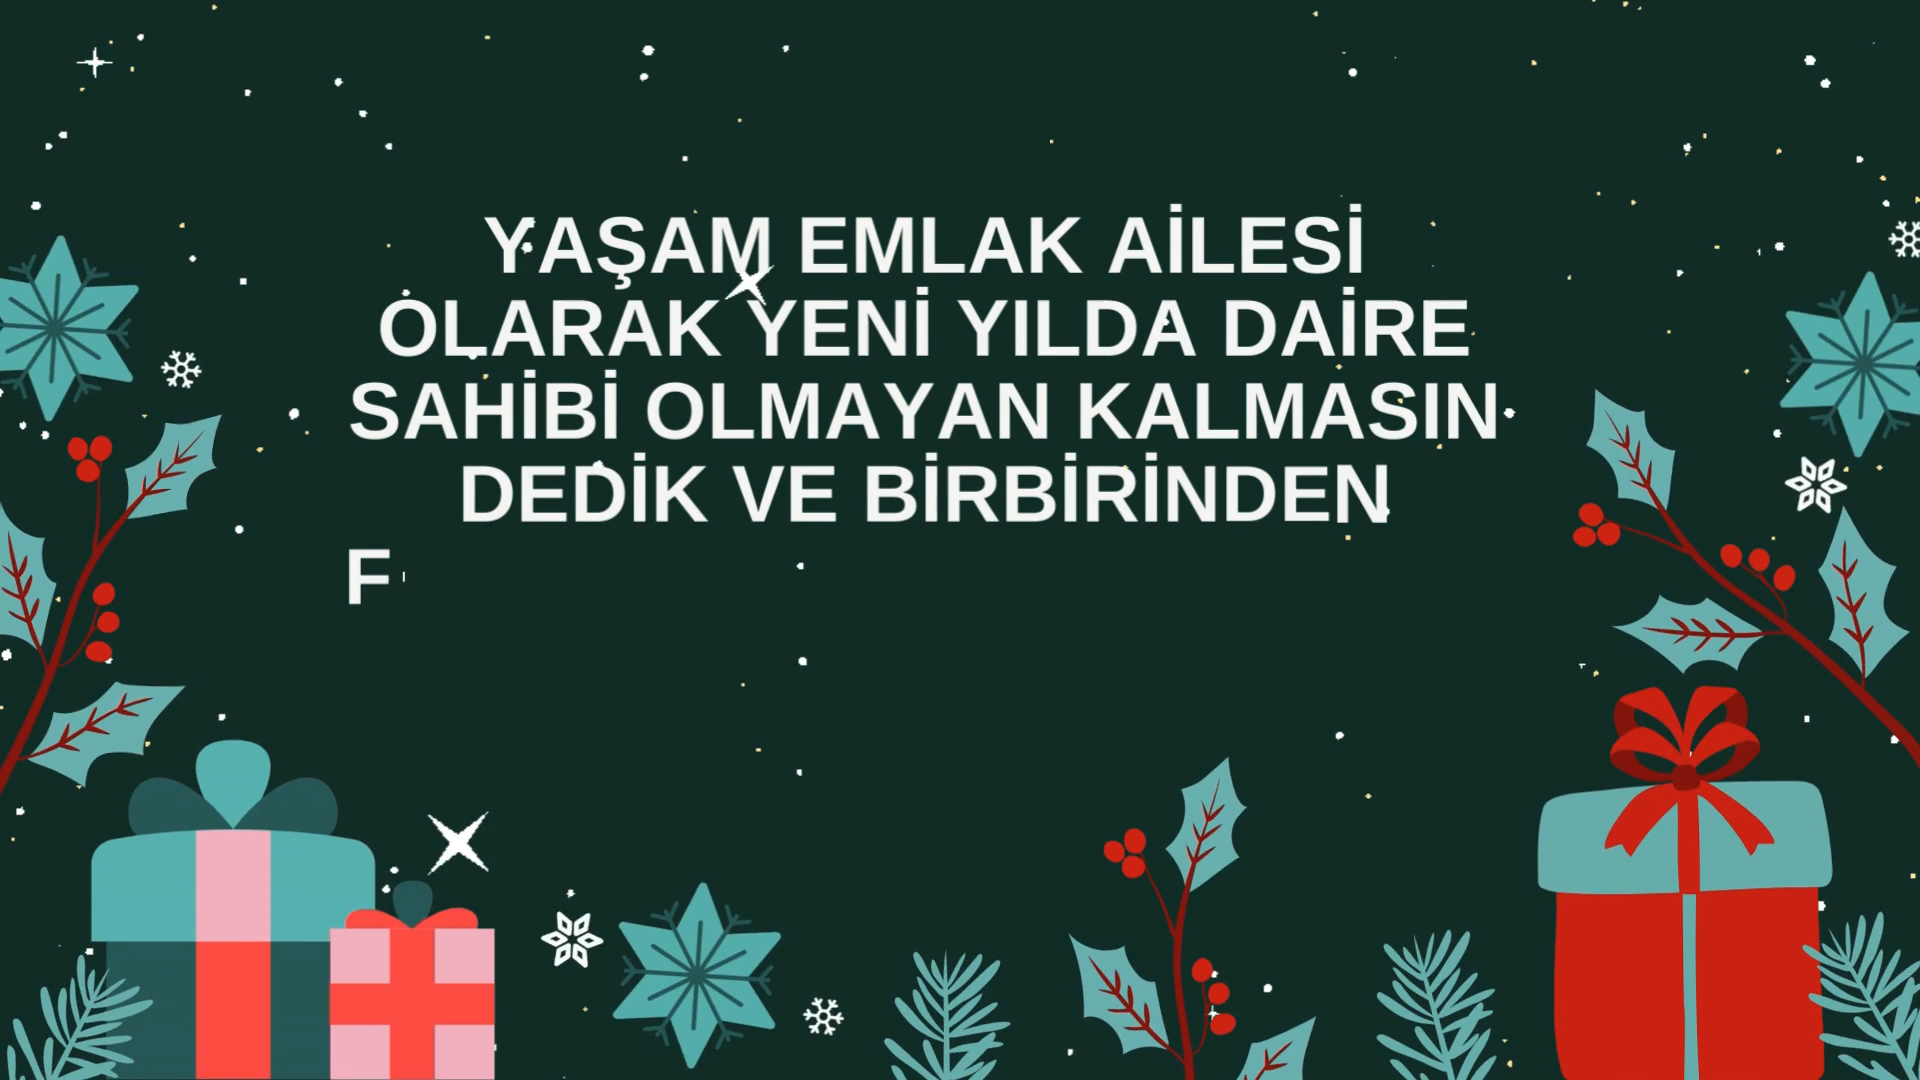 YAŞAM EMLAK AİLESİ
OLARAK YENİ YILDA DAİRE
SAHİBİ OLMAYAN KALMASIN
DEDİK VE BİRBİRİNDEN
F